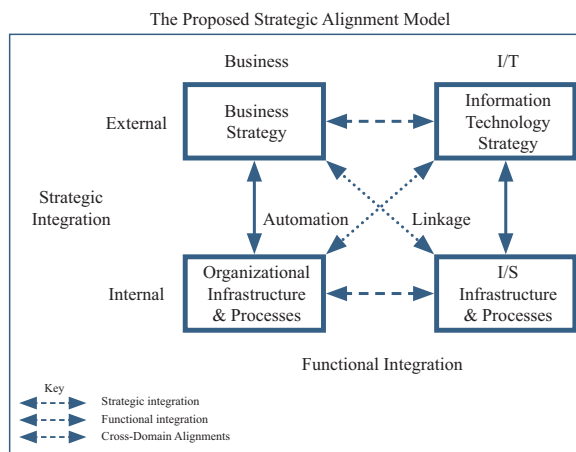 The Proposed Strategic Alignment Model
Business
I/T
External
Business
Strategy
Information
Technology
Strategy
Strategic
Integration
Automation
Linkage
Internal
Organizational
Infrastructure
& Processes
I/S
Infrastructure
& Processes
Functional Integration
Key
Strategic integration
Functional integration
Cross-Domain Alignments